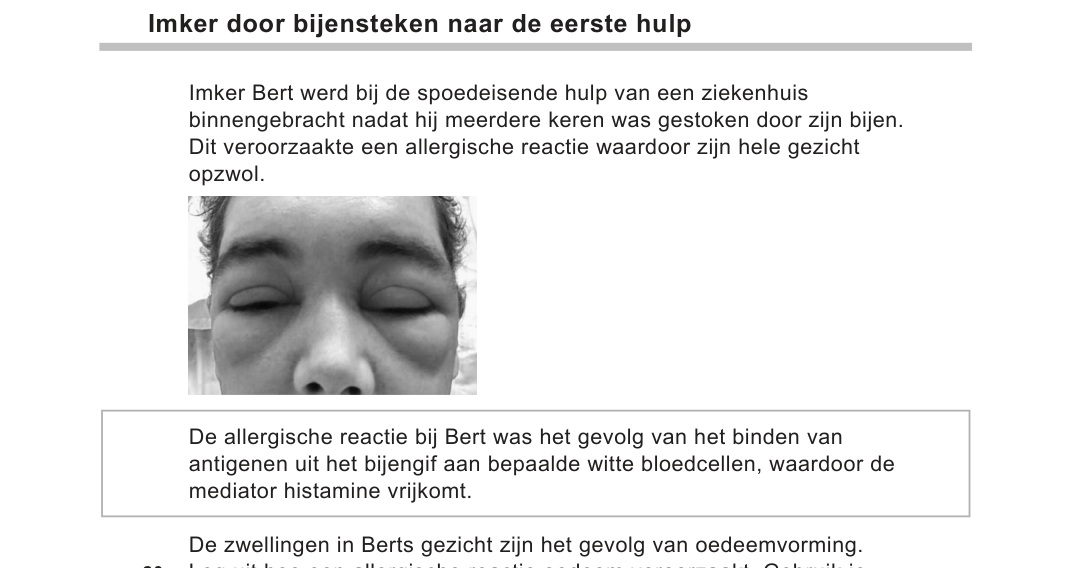 Imker door bijensteken naar de eerste hulp
Imker Bert werd bij de spoedeisende hulp van een ziekenhuis
binnengebracht nadat hij meerdere keren was gestoken door zijn bijen.
Dit veroorzaakte een allergische reactie waardoor zijn hele gezicht
opzwol.
De allergische reactie bij Bert was het gevolg van het binden van
antigenen uit het bijengif aan bepaalde witte bloedcellen, waardoor de
mediator histamine vrijkomt.
De zwellingen in Berts gezicht zijn het gevolg van oedeemvorming.